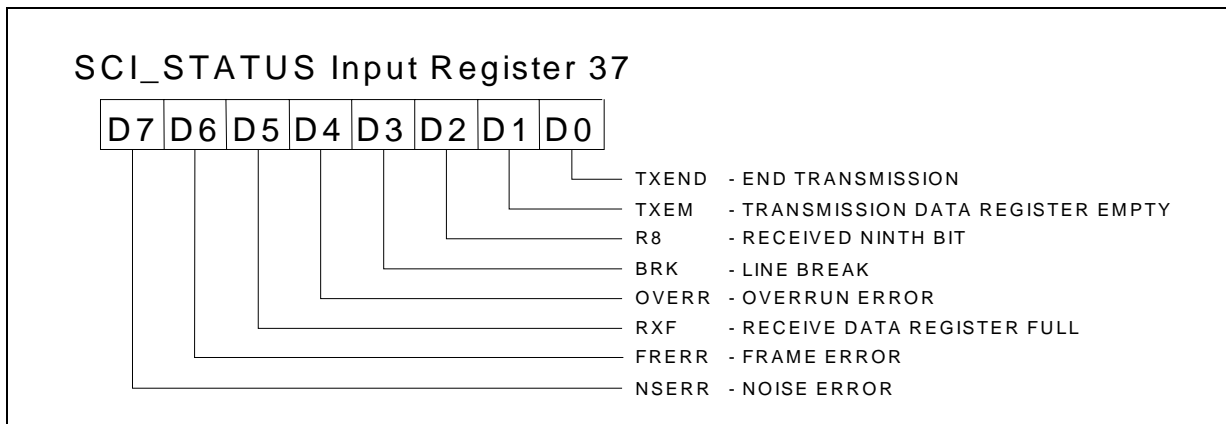 SCI_STATUS Input Register 37
D7 D6 D5 D4 D3 D2 D1 D0
TXEND - END TRANSMISSION
TXEM - TRANSMISSION DATA REGISTER EMPTY
R8 - RECEIVED NINTH BIT
BRK - LINE BREAK
OVERR - OVERRUN ERROR
RXF - RECEIVE DATA REGISTER FULL
FRERR - FRAME ERROR
NSERR - NOISE ERROR